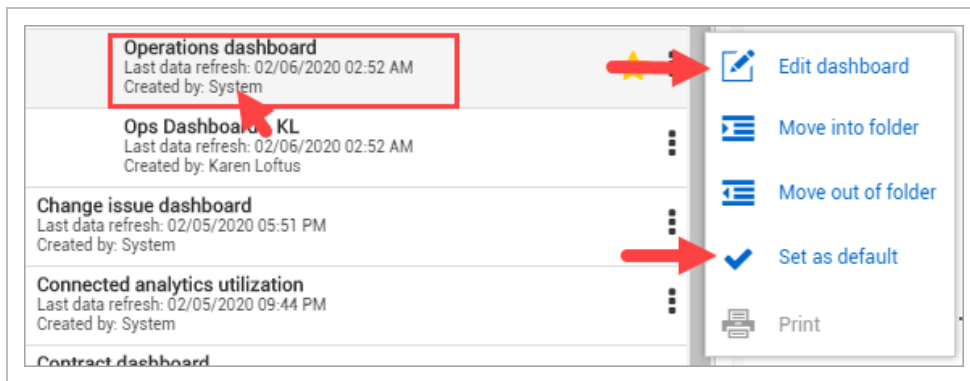 Operations dashboard
Last data refresh: 02/06/2020 02:52 AM
Created by: System
Ops Dashboard KL
Last data refresh: 02/06/2020 02:52 AM
Created by: Karen Loftus
Change issue dashboard
Last data refresh: 02/05/2020 05:51 PM
Created by: System
Connected analytics utilization
Last data refresh: 02/05/2020 09:44 PM
Created by: System
Contract dashboard
Edit dashboard
Move into folder
Move out of folder
Set as default
Print